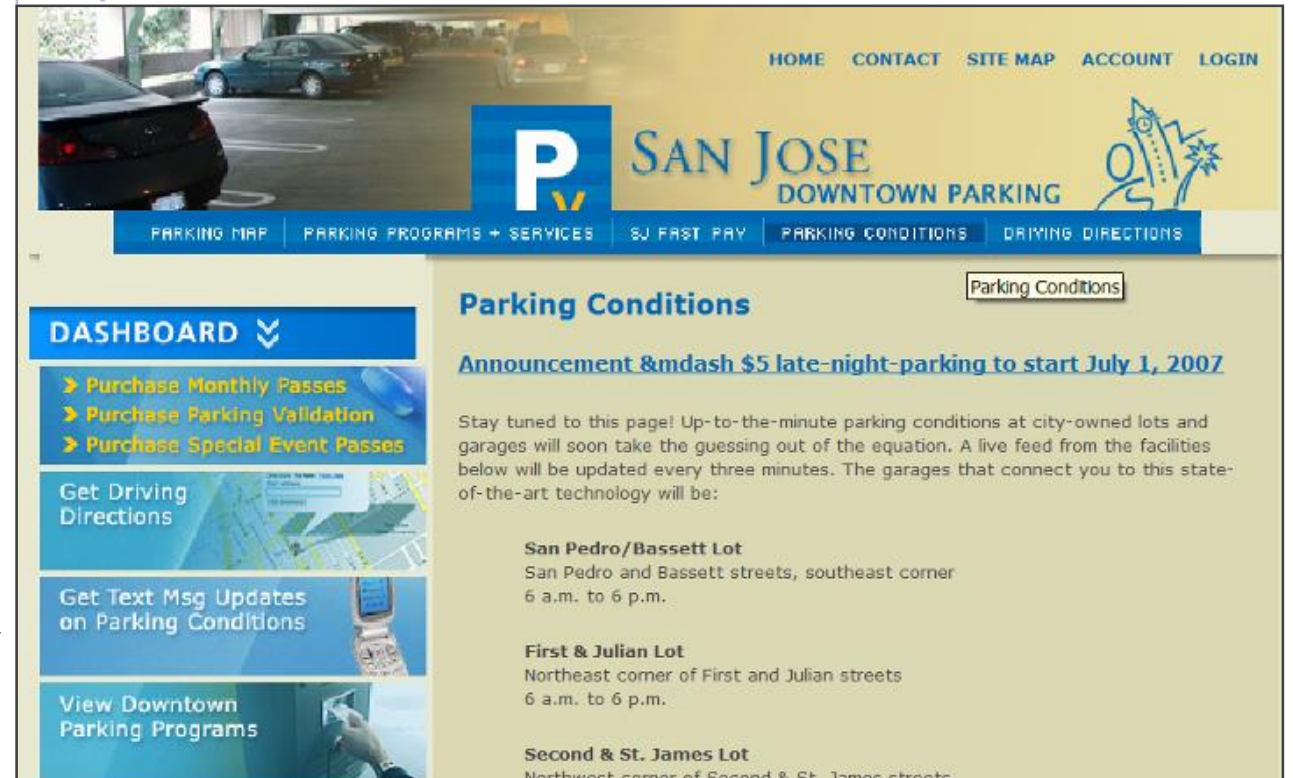 HOME CONTACT SITE MAP ACCOUNT LOGIN
P
SAN JOSE
DOWNTOWN PARKING
PARKING MAP PARKING PROGRAMS + SERVICES SJ FAST PAY PARKING CONDITIONS DRIVING DIRECTIONS
Parking Conditions
DASHBOARD
Purchase Monthly Passes
Purchase Parking Validation
Purchase Special Event Passes
Get Driving
Directions
Get Text Msg Updates
on Parking Conditions
View Downtown
Parking Programs
Parking Conditions
Announcement &mdash $5 late-night-parking to start July 1, 2007
Stay tuned to this page! Up-to-the-minute parking conditions at city-owned lots and
garages will soon take the guessing out of the equation. A live feed from the facilities
below will be updated every three minutes. The garages that connect you to this state-
of-the-art technology will be:
San Pedro/Bassett Lot
San Pedro and Bassett streets, southeast corner
6 a.m. to 6 p.m.
First & Julian Lot
Northeast corner of First and Julian streets
6 a.m. to 6 p.m.
Second & St. James Lot
Northwest corner of Second & St. James streets